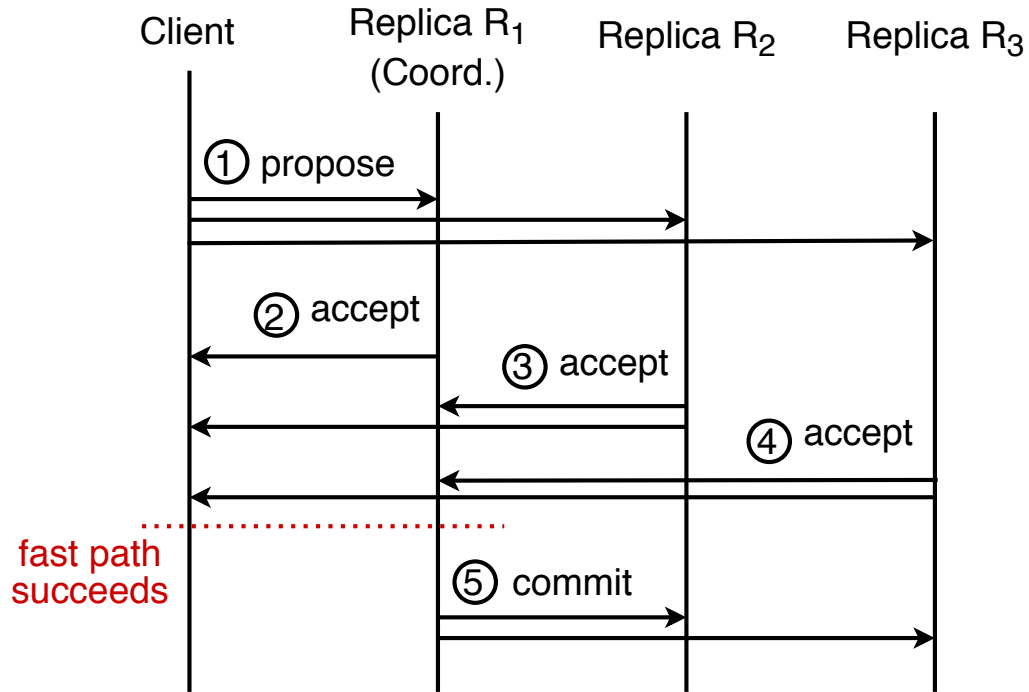 Client
Replica R₁
(Coord.)
Replica R₂
Replica R₃
① propose
② accept
③ accept
④ accept
fast path
succeeds
⑤ commit